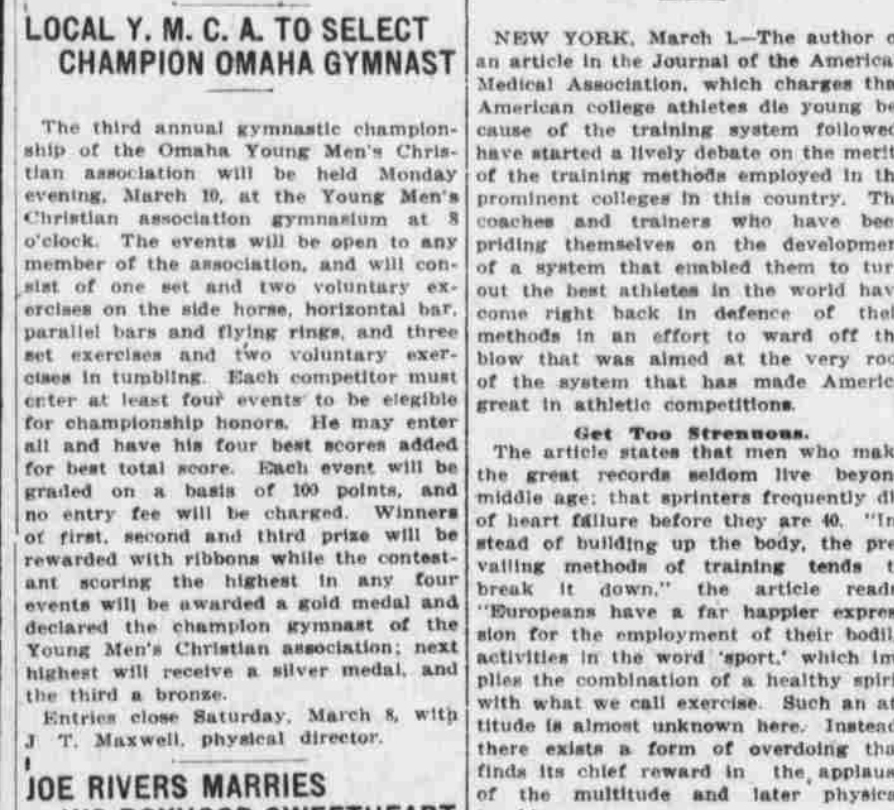 LOCAL Y. M. C. A. TO SELECT
CHAMPION OMAHA GYMNAST
The third annual gymnastic champion-
ship of the Omaha Young Men's Chris-
tian association will be held Monday
evening, March 10, at the Young Men's
Christian association gymnasium at 8
o'clock. The events will be open to any
member of the association, and will con-
sist of one set and two voluntary ex-
ercises on the side horse, horizontal bar,
parallel bars and flying rings, and three
set exercises and two voluntary exer-
cises in tumbling. Each competitor must
enter at least four events to be elegible
for championship honors. He may enter
all and have his four best scores added
for best total score. Each event will be
graded on a basis of 100 points, and
no entry fee will be charged. Winners
of first, second and third prize will be
rewarded with ribbons while the contest-
ant scoring the highest in any four
events will be awarded a gold medal and
declared the champion gymnast of the
Young Men's Christian association; next
highest will receive a silver medal, and
the third a bronze.
Entries close Saturday, March 8, with
J T. Maxwell, physical director.
JOE RIVERS MARRIES
NEW YORK, March 1.—The author o
an article in the Journal of the America
Medical Association, which charges tha
American college athletes die young be
cause of the training system followed
have started a lively debate on the merit
of the training methods employed in th
prominent colleges in this country. Th
coaches and trainers who have bee
priding themselves on the developmen
of a system that enabled them to tur
out the best athletes in the world hav
come right back in defence of thei
methods in an effort to ward off th
blow that was aimed at the very roo
of the system that has made Americ
great in athletic competitions.
Get Too Strenuous.
The article states that men who mak
the great records seldom live beyon
middle age; that sprinters frequently di
of heart failure before they are 40. "In
stead of building up the body, the pre
vailing methods of training tends t
break it down," the article reads
"Europeans have a far happier expres
sion for the employment of their bodil
activities in the word 'sport,' which im
plies the combination of a healthy spiri
with what we call exercise. Such an at
titude is almost unknown here. Instead
there exists a form of overdoing tha
finds its chief reward in the applaus
of the multitude and later physica